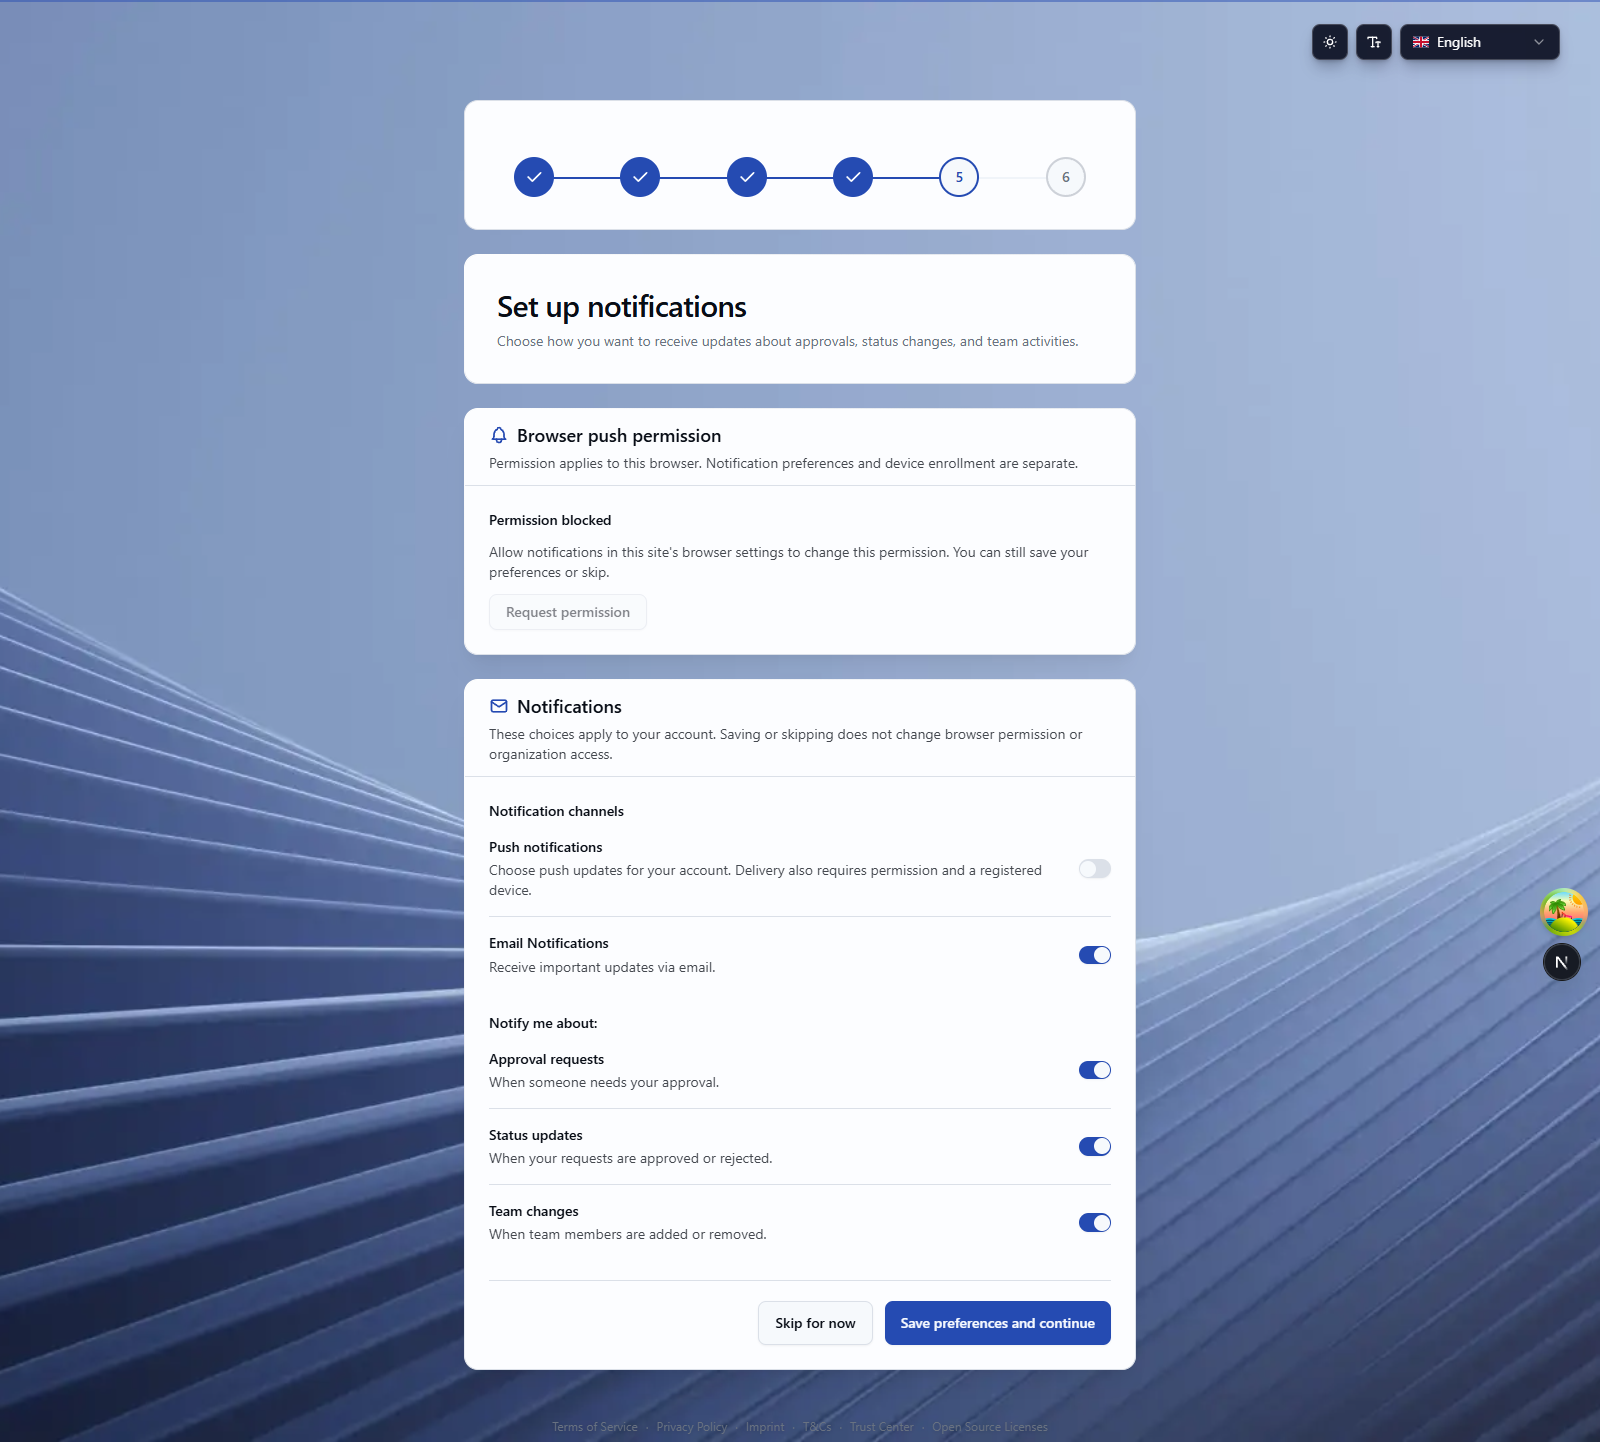 English
5
6
Set up notifications
Choose how you want to receive updates about approvals, status changes, and team activities.
Browser push permission
Permission applies to this browser. Notification preferences and device enrollment are separate.
Permission blocked
Allow notifications in this site's browser settings to change this permission. You can still save your
preferences or skip.
Request permission
Notifications
These choices apply to your account. Saving or skipping does not change browser permission or
organization access.
Notification channels
Push notifications
Choose push updates for your account. Delivery also requires permission and a registered
device.
Email Notifications
Receive important updates via email.
Notify me about:
Approval requests
When someone needs your approval.
Status updates
When your requests are approved or rejected.
Team changes
When team members are added or removed.
Skip for now
Save preferences and continue
Terms of Service · Privacy Policy · Imprint · T&Cs · Trust Center · Open Source Licenses